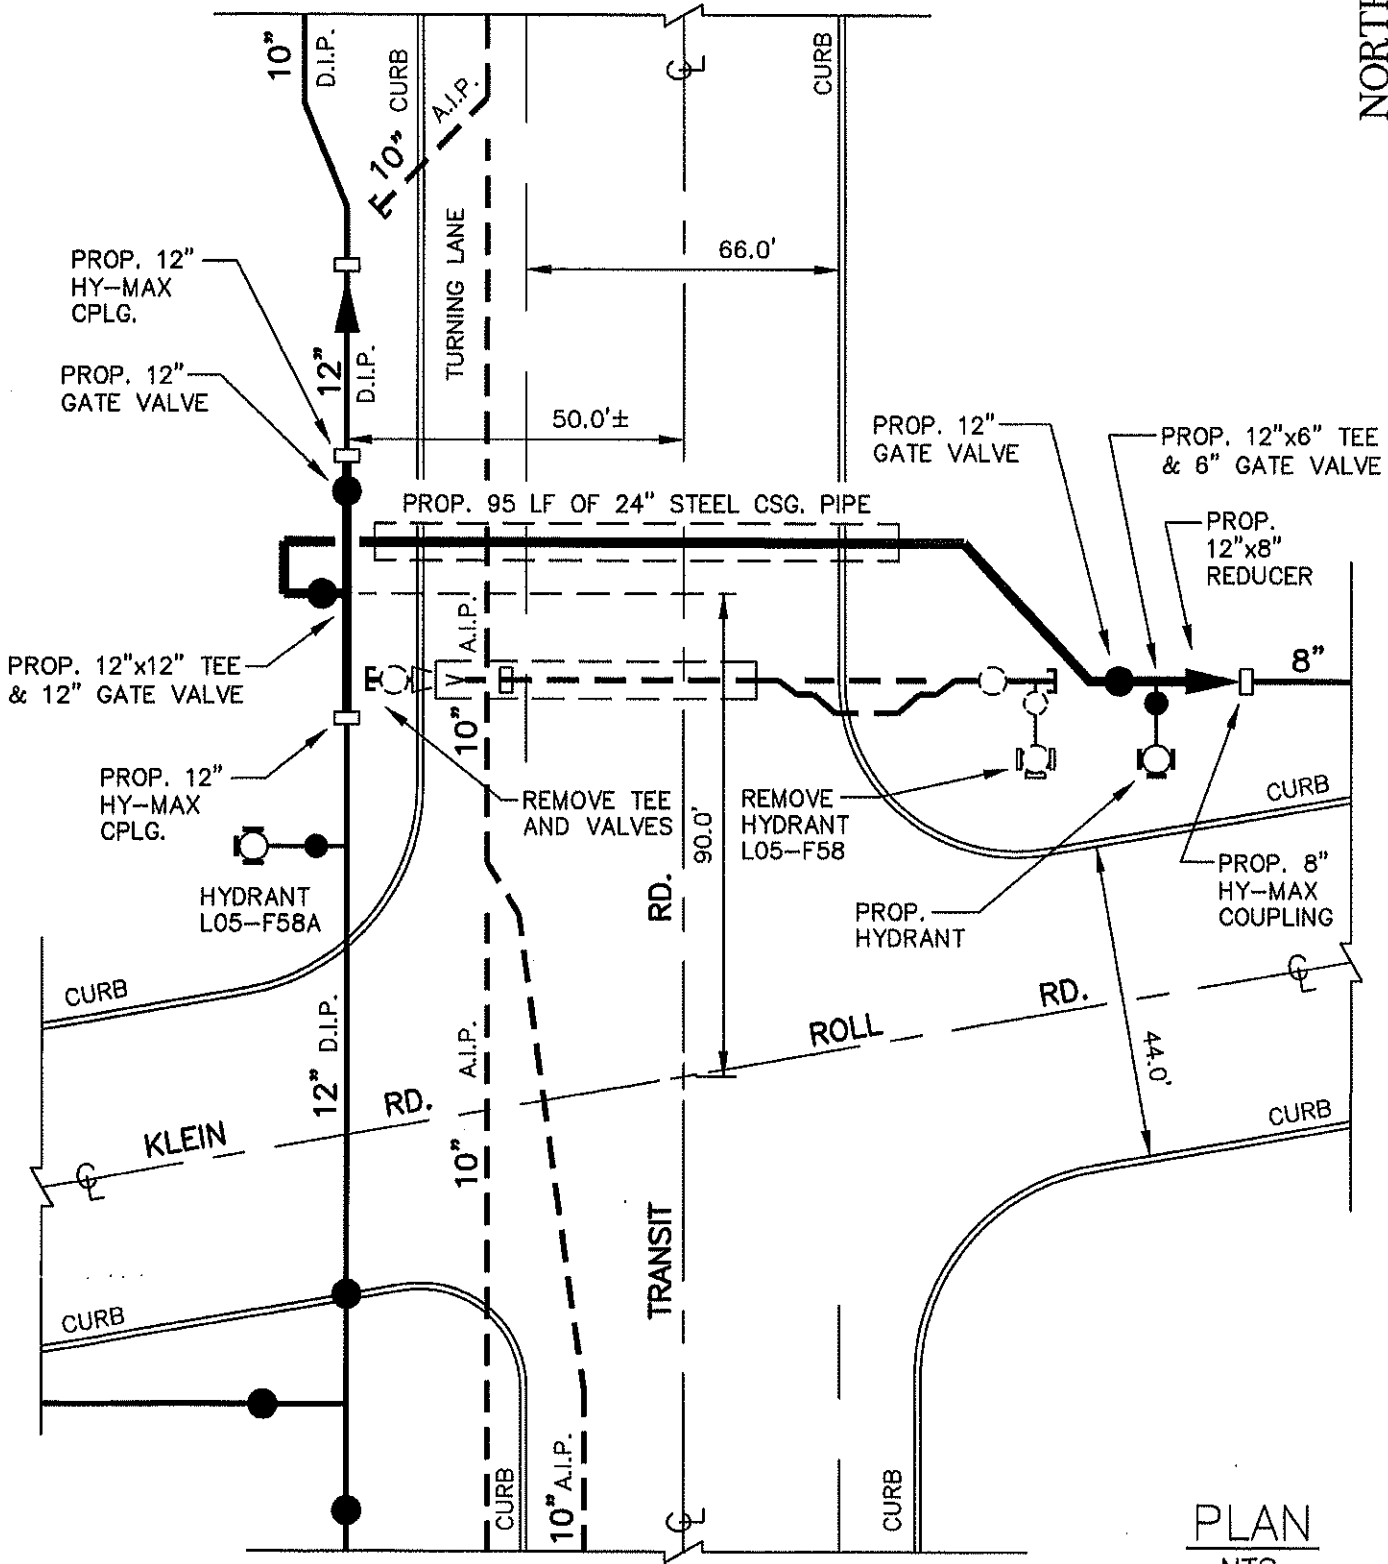 NORTH
10"
D.I.P.
CURB
A.I.P.
10"
CL
CURB
TURNING LANE
66.0'
PROP. 12"
HY-MAX
CPLG.
12"
D.I.P.
PROP. 12"
GATE VALVE
50.0'±
PROP. 12"
GATE VALVE
PROP. 12"x6" TEE
& 6" GATE VALVE
PROP. 95 LF OF 24" STEEL CSG. PIPE
PROP.
12"x8"
REDUCER
PROP. 12"x12" TEE
& 12" GATE VALVE
A.I.P.
10"
8"
PROP. 12"
HY-MAX
CPLG.
REMOVE TEE
AND VALVES
90.0'
REMOVE
HYDRANT
L05-F58
CURB
HYDRANT
L05-F58A
RD.
PROP.
HYDRANT
PROP. 8"
HY-MAX
COUPLING
CURB
12" D.I.P.
A.I.P.
10"
KLEIN RD.
ROLL RD.
CL
44.0'
CURB
CL
TRANSIT
CURB
CURB
10" A.I.P.
CL
CURB
PLAN